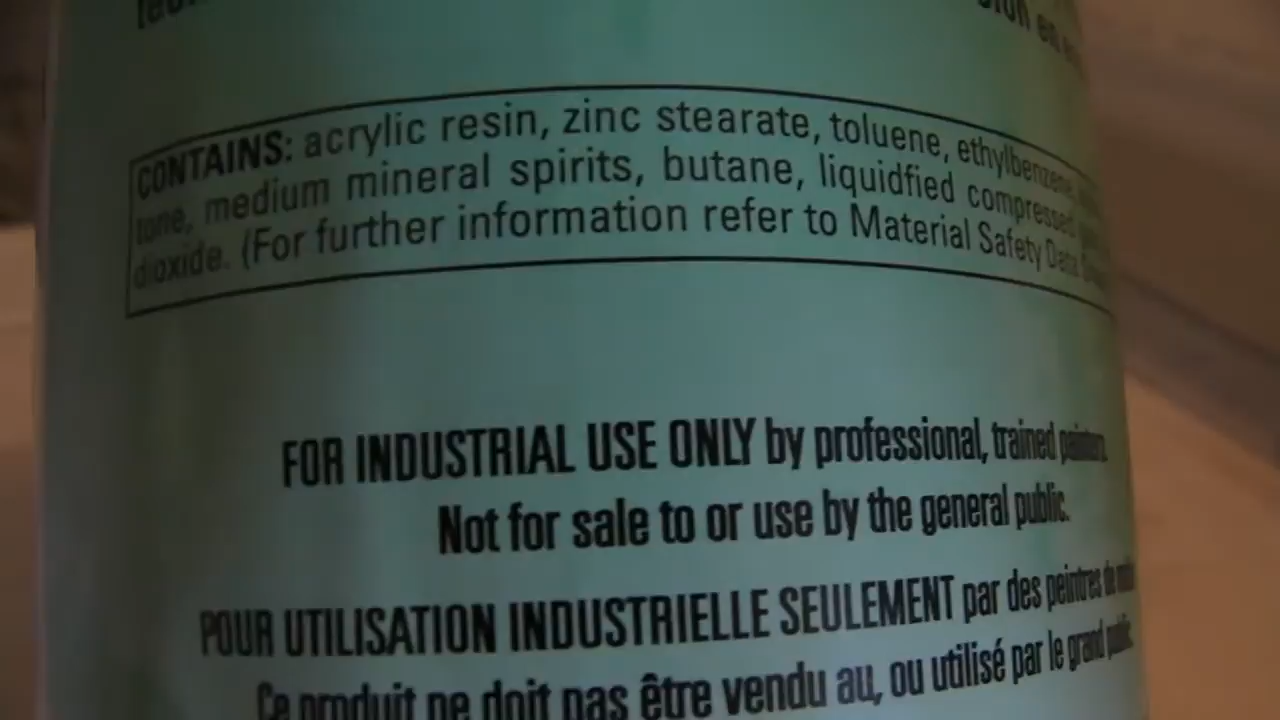 CONTAINS: acrylic resin, zinc stearate, toluene, ethylbenzene,
tone, medium mineral spirits, butane, liquidfied compressed
dioxide. (For further information refer to Material Safety Data
FOR INDUSTRIAL USE ONLY by professional, trained painters.
Not for sale to or use by the general public.
POUR UTILISATION INDUSTRIELLE SEULEMENT par des peintres de
Ce produit ne doit pas être vendu au, ou utilisé par le grand public.